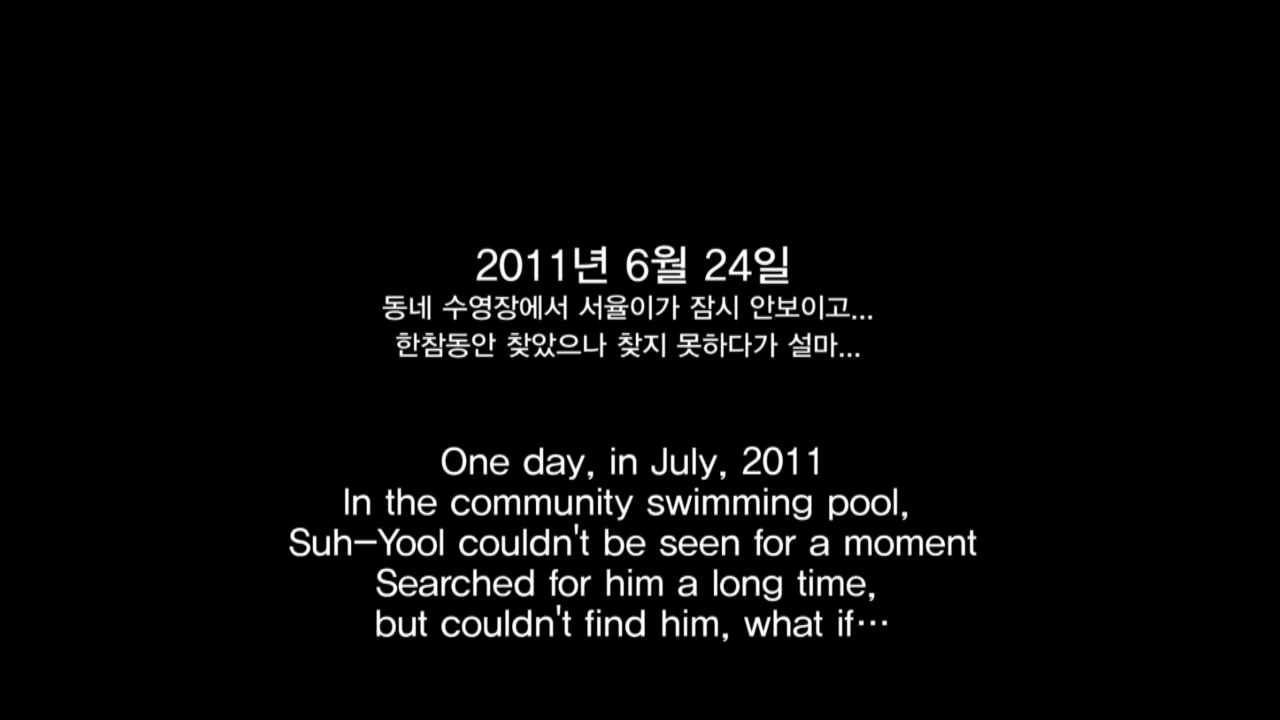 2011년 6월 24일
동네 수영장에서 서율이가 잠시 안보이고...
한참동안 찾았으나 찾지 못하다가 설마...
One day, in July, 2011
In the community swimming pool,
Suh-Yool couldn't be seen for a moment
Searched for him a long time,
but couldn't find him, what if…